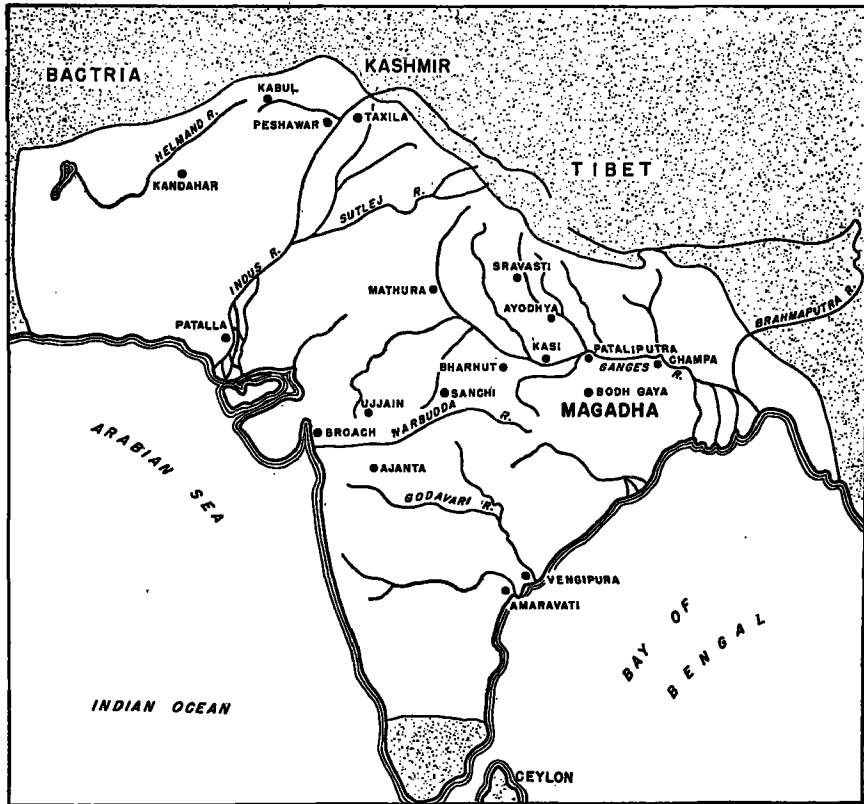 BACTRIA
KASHMIR
KABUL
PESHAWAR
TAXILA
HELMAND R.
KANDAHAR
TIBET
SUTLEJ R.
INDUS R.
SRAVASTI
MATHURA
AYODHYA
BRAHMAPUTRA R.
PATALLA
KASI
PATALIPUTRA
BHARHUT
GANGES R.
CHAMPA
SANCHI
BODH GAYA
UJJAIN
MAGADHA
NARBUDDA R.
BROACH
ARABIAN SEA
AJANTA
GODAVARI R.
VENGIPURA
AMARAVATI
BAY OF
BENGAL
INDIAN OCEAN
CEYLON